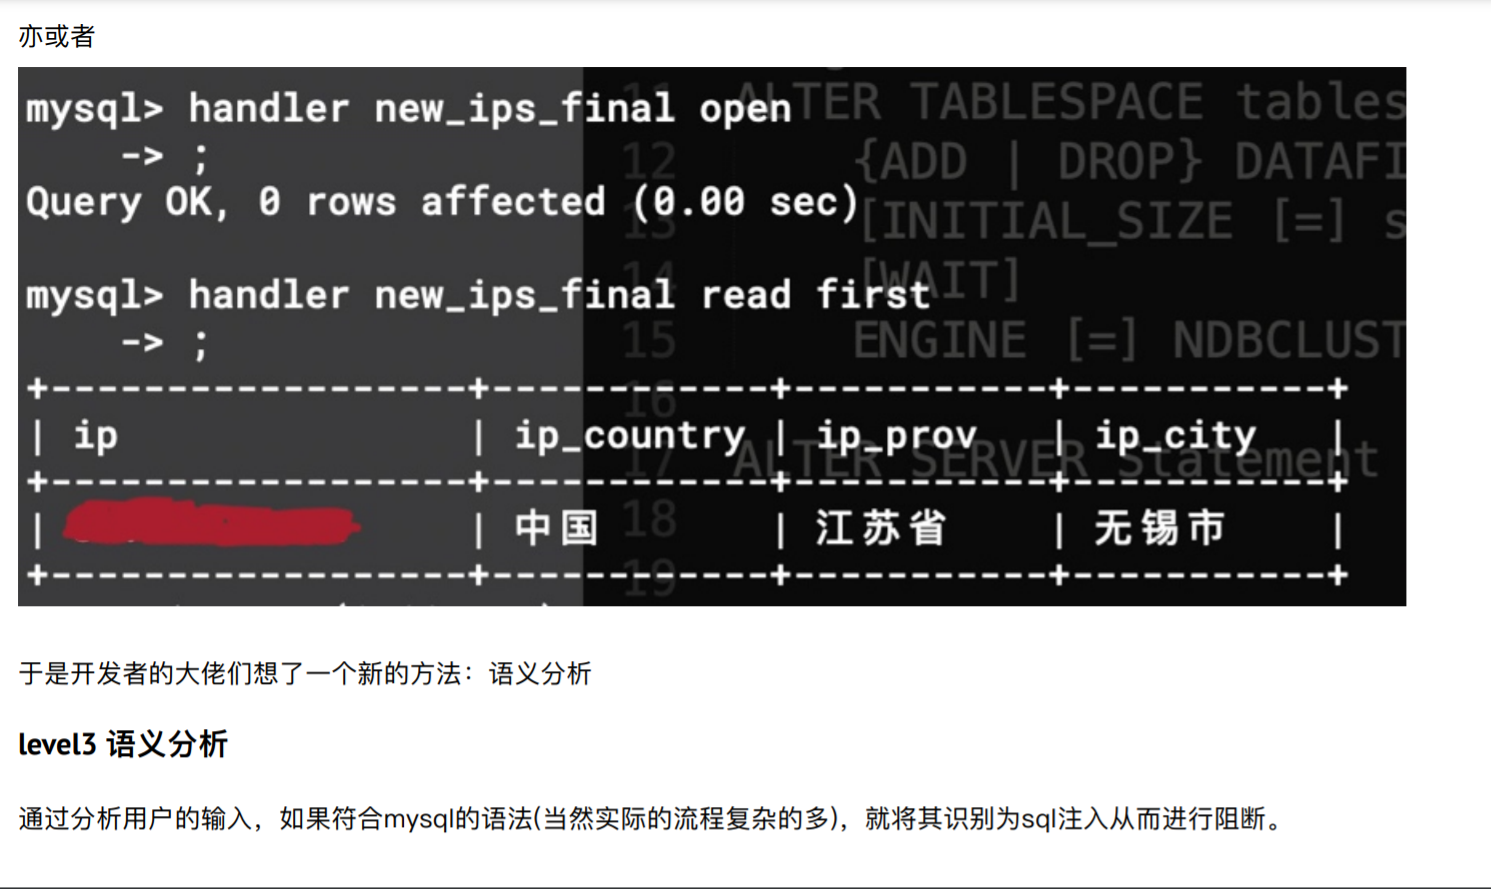 亦或者
mysql> handler new_ips_final open
-> ;
Query OK, 0 rows affected (0.00 sec)
mysql> handler new_ips_final read first
-> ;
+------------------+------------+-----------+-----------+
| ip | ip_country | ip_prov | ip_city |
+------------------+------------+-----------+-----------+
| | 中国 | 江苏省 | 无锡市 |
+------------------+------------+-----------+-----------+
ALTER TABLESPACE tables
12 {ADD | DROP} DATAFI
13 [INITIAL_SIZE [=] s
14 [WAIT]
15 ENGINE [=] NDBCLUST
16
17 ALTER SERVER Statement
18
19
于是开发者的大佬们想了一个新的方法：语义分析
level3 语义分析
通过分析用户的输入，如果符合mysql的语法(当然实际的流程复杂的多)，就将其识别为sql注入从而进行阻断。